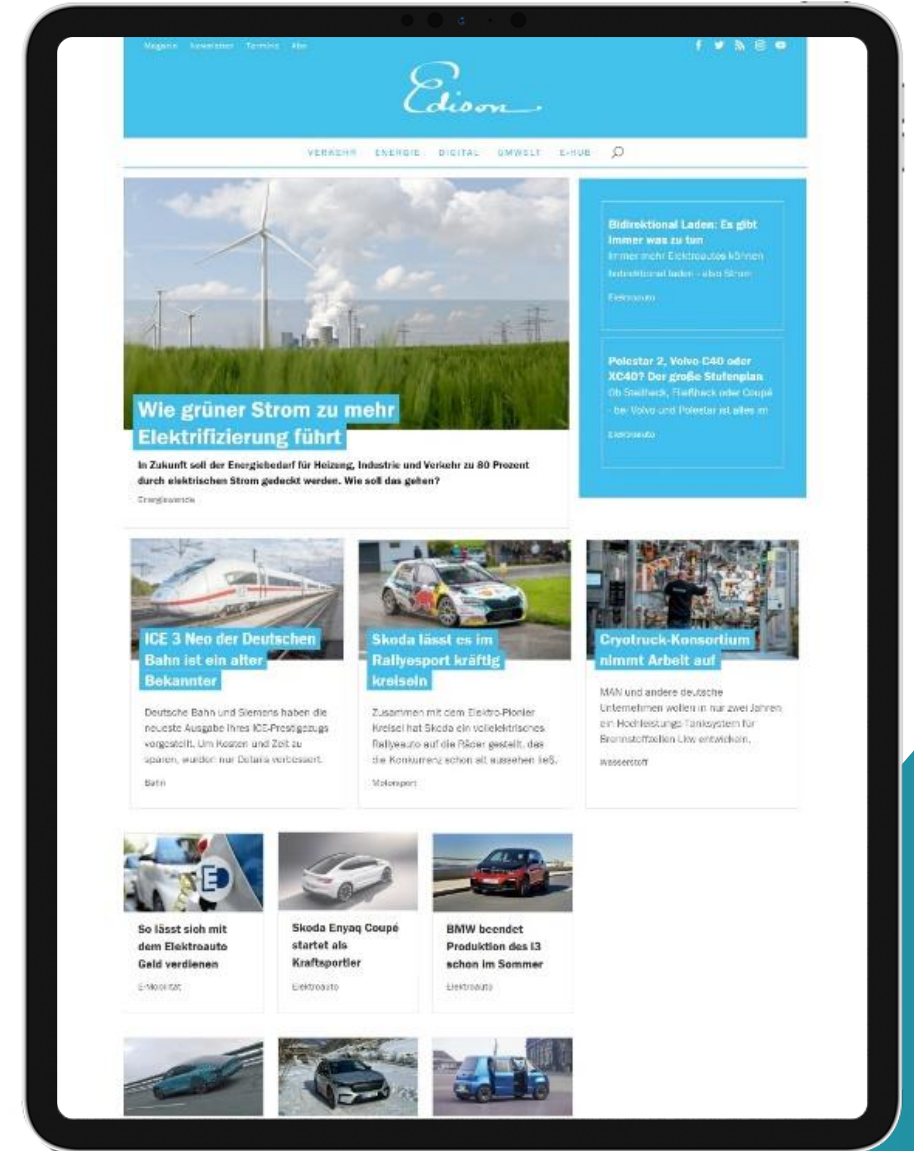 Magazin Newsletter Termine Abo
Edison
VERKEHR ENERGIE DIGITAL UMWELT E-HUB
Wie grüner Strom zu mehr
Elektrifizierung führt
In Zukunft soll der Energiebedarf für Heizung, Industrie und Verkehr zu 80 Prozent
durch elektrischen Strom gedeckt werden. Wie soll das gehen?
Energiewende
Bidirektional Laden: Es gibt
immer was zu tun
Immer mehr Elektroautos können
bidirektional laden - also Strom
Elektroauto
Polestar 2, Volvo C40 oder
XC40? Der große Stufenplan
Ob Steilheck, Fließheck oder Coupé
- bei Volvo und Polestar ist alles im
Elektroauto
ICE 3 Neo der Deutschen
Bahn ist ein alter
Bekannter
Deutsche Bahn und Siemens haben die
neueste Ausgabe ihres ICE-Prestigezugs
vorgestellt. Um Kosten und Zeit zu
sparen, wurden nur Details verbessert.
Bahn
Skoda lässt es im
Rallyesport kräftig
kreiseln
Zusammen mit dem Elektro-Pionier
Kreisel hat Skoda ein vollelektrisches
Rallyeauto auf die Räder gestellt, das
die Konkurrenz schon alt aussehen ließ.
Motorsport
Cryotruck-Konsortium
nimmt Arbeit auf
MAN und andere deutsche
Unternehmen wollen in nur zwei Jahren
ein Hochleistungs-Tanksystem für
Brennstoffzellen-Lkw entwickeln.
Wasserstoff
So lässt sich mit
dem Elektroauto
Geld verdienen
E-Mobilität
Skoda Enyaq Coupé
startet als
Kraftsportler
Elektroauto
BMW beendet
Produktion des I3
schon im Sommer
Elektroauto